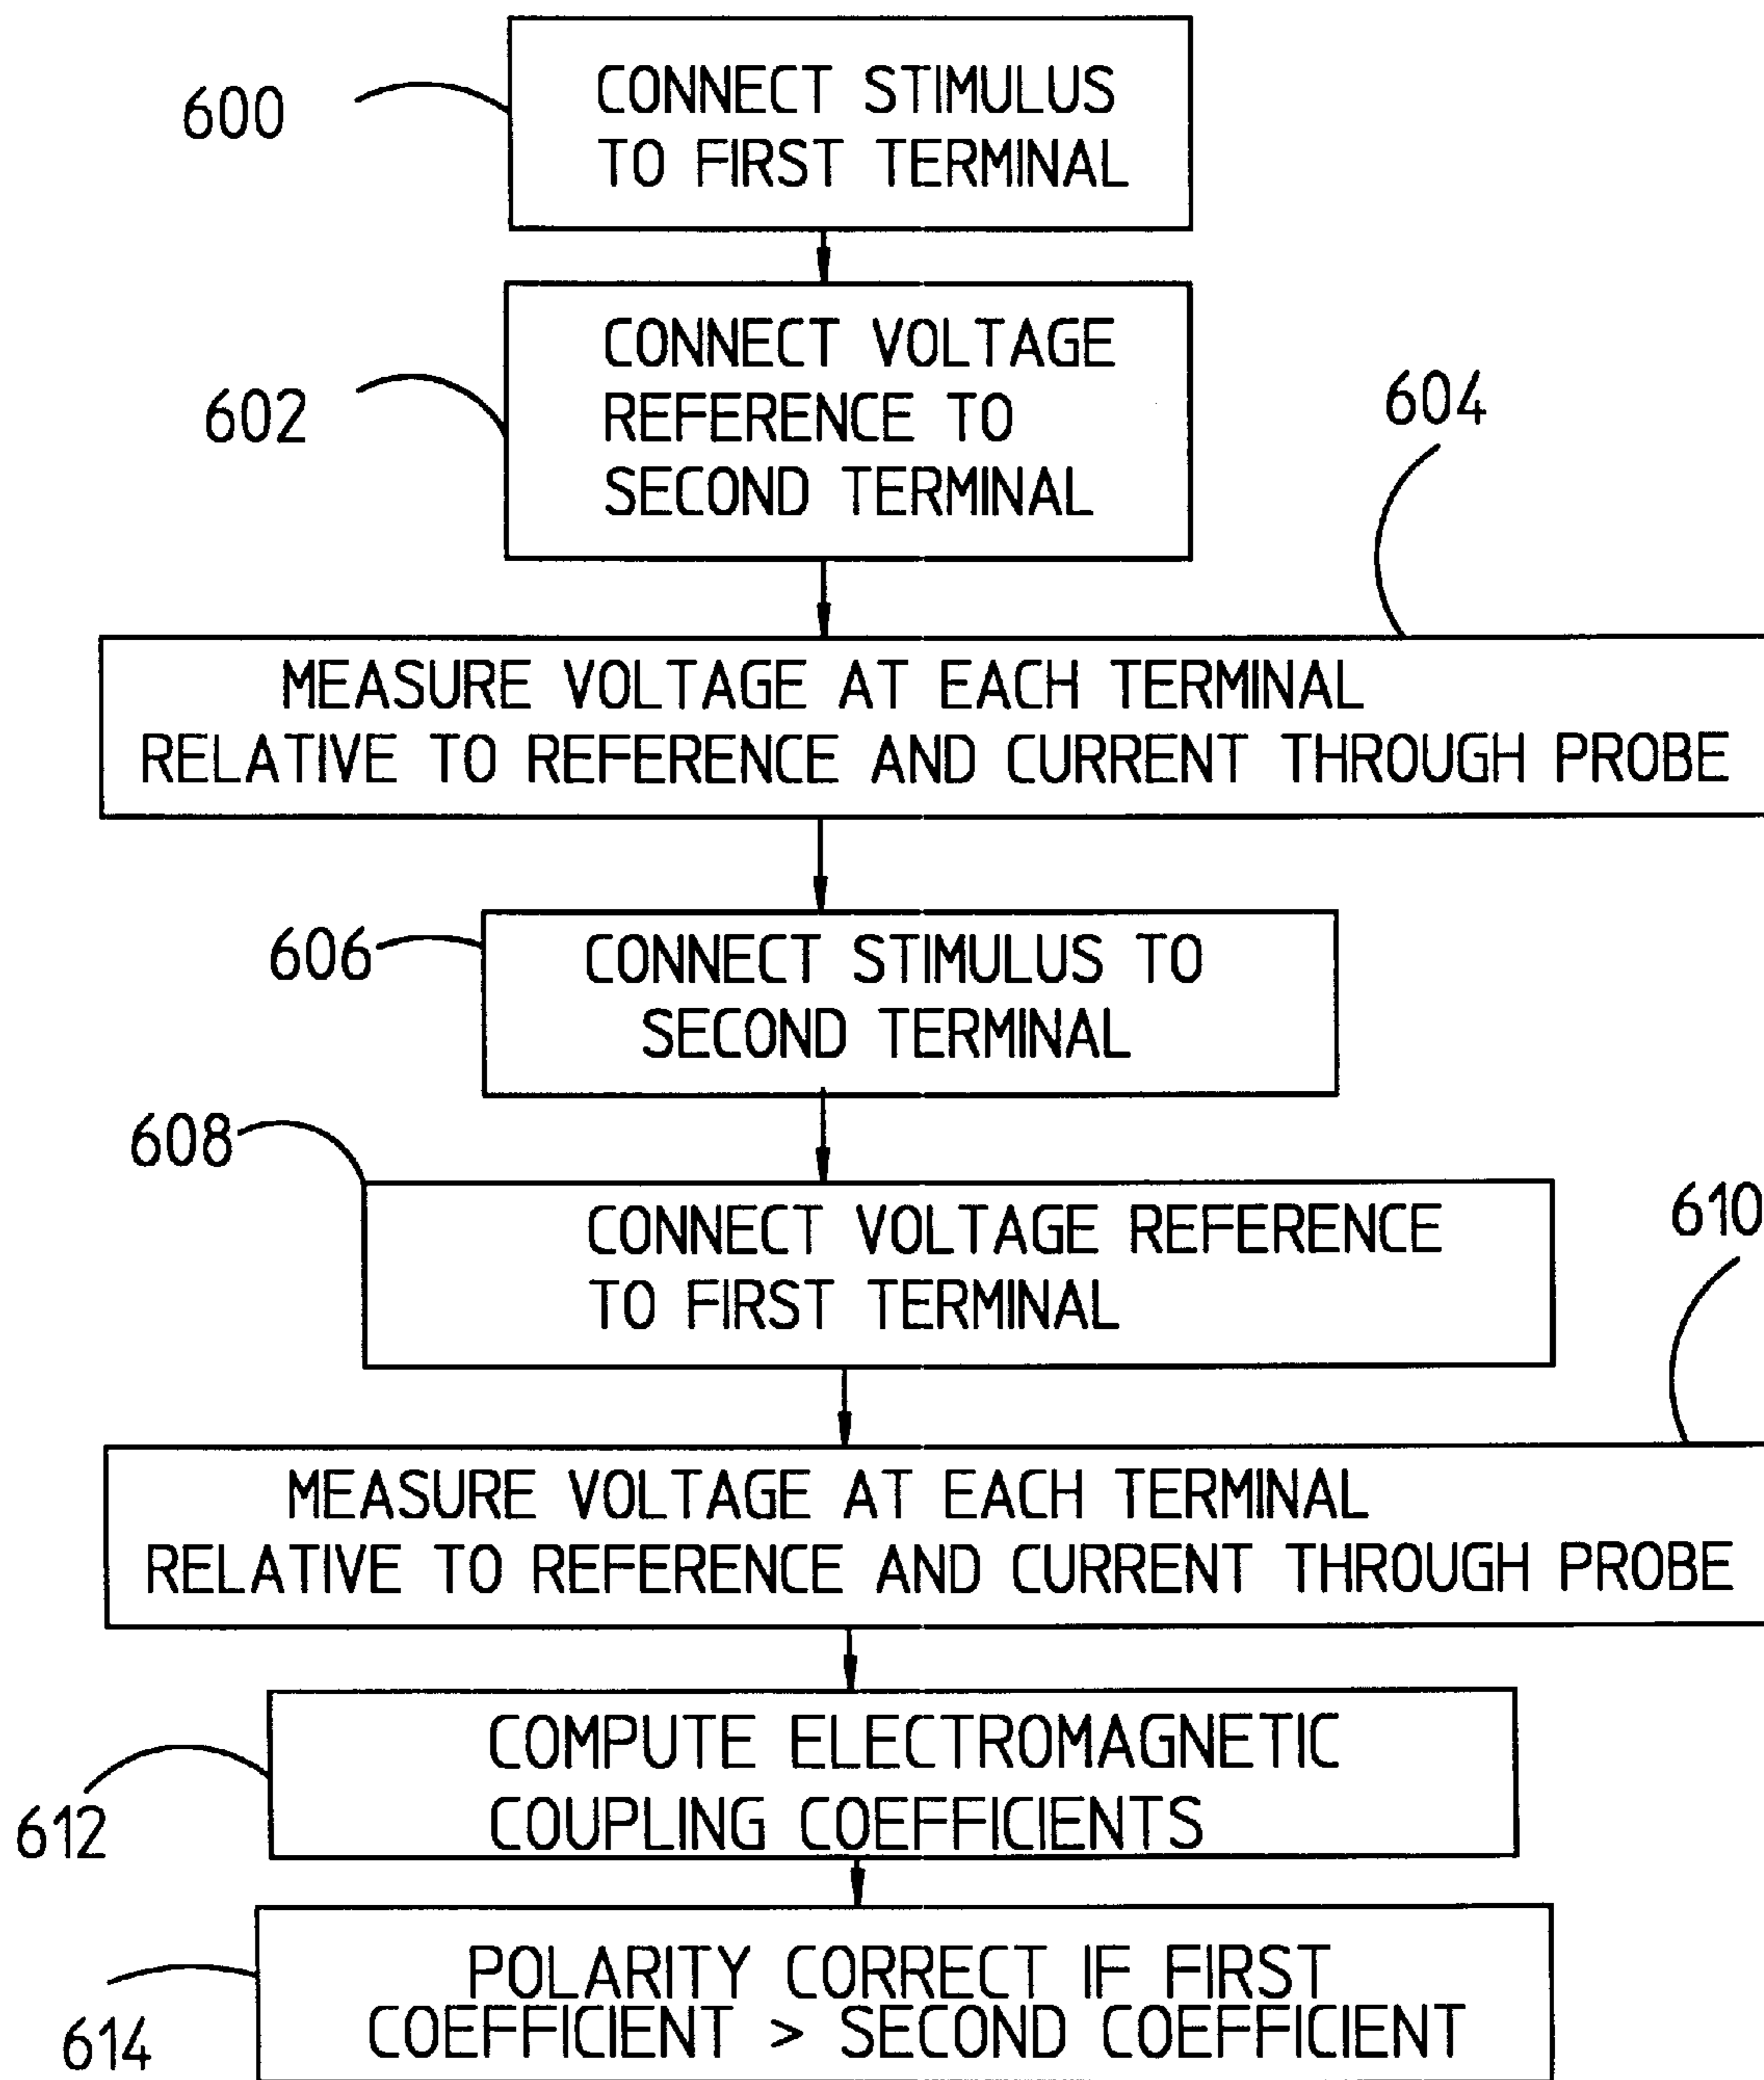 600
CONNECT STIMULUS
TO FIRST TERMINAL
602
CONNECT VOLTAGE
REFERENCE TO
SECOND TERMINAL
604
MEASURE VOLTAGE AT EACH TERMINAL
RELATIVE TO REFERENCE AND CURRENT THROUGH PROBE
606
CONNECT STIMULUS TO
SECOND TERMINAL
608
CONNECT VOLTAGE REFERENCE
TO FIRST TERMINAL
610
MEASURE VOLTAGE AT EACH TERMINAL
RELATIVE TO REFERENCE AND CURRENT THROUGH PROBE
612
COMPUTE ELECTROMAGNETIC
COUPLING COEFFICIENTS
614
POLARITY CORRECT IF FIRST
COEFFICIENT > SECOND COEFFICIENT